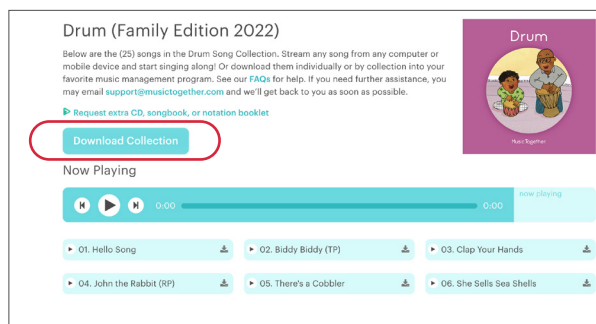 Drum (Family Edition 2022)
Below are the (25) songs in the Drum Song Collection. Stream any song from any computer or
mobile device and start singing along! Or download them individually or by collection into your
favorite music management program. See our FAQs for help. If you need further assistance, you
may email support@musictogether.com and we'll get back to you as soon as possible.
Request extra CD, songbook, or notation booklet
Download Collection
Drum
Music Together
Now Playing
0:00
0:00
now playing
01. Hello Song
02. Biddy Biddy (TP)
03. Clap Your Hands
04. John the Rabbit (RP)
05. There's a Cobbler
06. She Sells Sea Shells